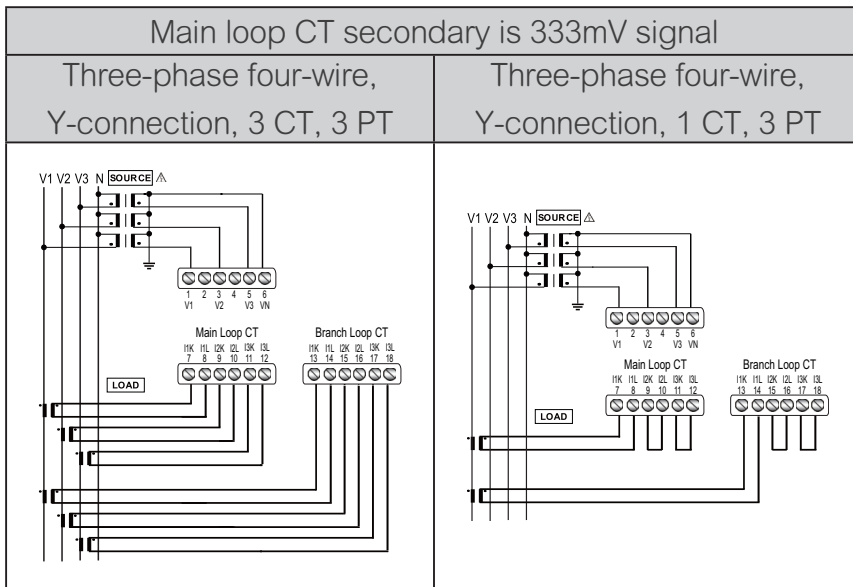 Main loop CT secondary is 333mV signal
Three-phase four-wire,
Y-connection, 3 CT, 3 PT
V1 V2 V3 N SOURCE ⚠
1 2 3 4 5 6
V1 V2 V3 VN
Main Loop CT
I1K I1L I2K I2L I3K I3L
7 8 9 10 11 12
Branch Loop CT
I1K I1L I2K I2L I3K I3L
13 14 15 16 17 18
LOAD
Three-phase four-wire,
Y-connection, 1 CT, 3 PT
V1 V2 V3 N SOURCE ⚠
1 2 3 4 5 6
V1 V2 V3 VN
Main Loop CT
I1K I1L I2K I2L I3K I3L
7 8 9 10 11 12
Branch Loop CT
I1K I1L I2K I2L I3K I3L
13 14 15 16 17 18
LOAD